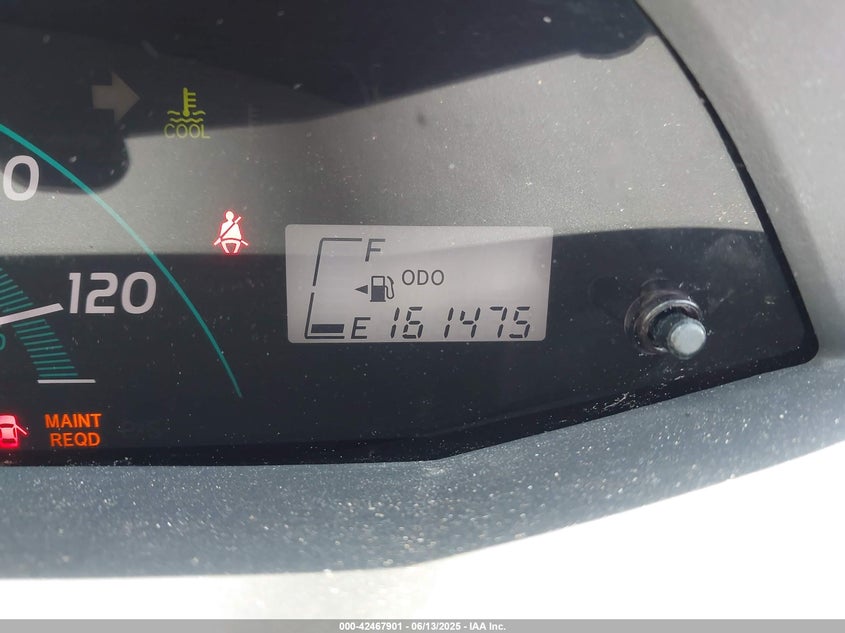 COOL
0
F
ODO
120
E 161475
MAINT
REQD
000-42467901 - 06/13/2025 - IAA Inc.